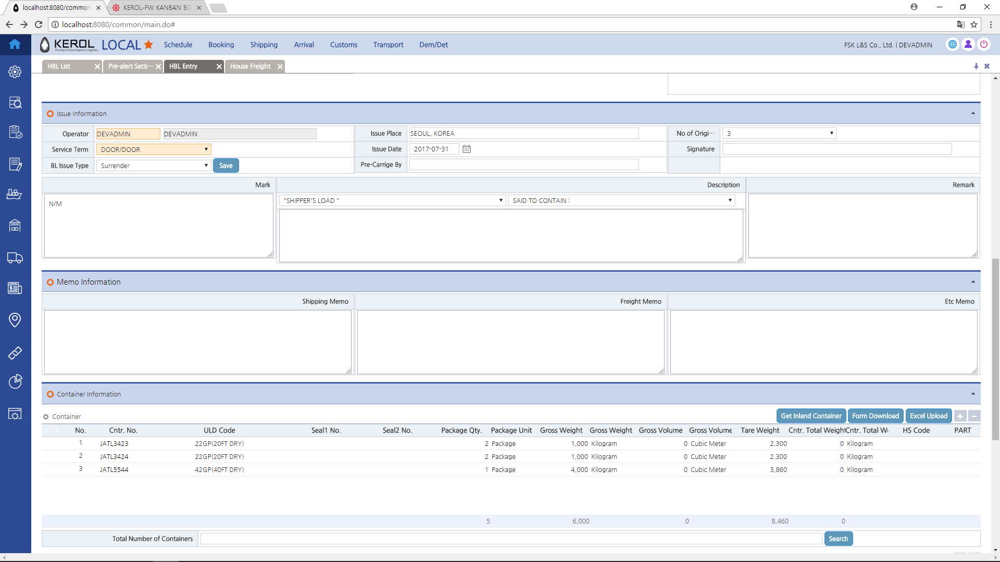 localhost:8080/common
KEROL-FW KANBAN BO
localhost:8080/common/main.do#
KEROL
The Key of Convergence Logistics
LOCAL
Schedule Booking Shipping Arrival Customs Transport Dem/Det
FSK L&S Co., Ltd. | DEVADMIN
HBL List Pre-alert Setti··· HBL Entry House Freight
Issue Information
Operator DEVADMIN DEVADMIN Issue Place SEOUL, KOREA No of Origi··· 3
Service Term DOOR/DOOR Issue Date 2017-07-31 Signature
BL Issue Type Surrender Save Pre-Carrige By
Mark Description Remark
N/M "SHIPPER'S LOAD " SAID TO CONTAIN :
Memo Information
Shipping Memo Freight Memo Etc Memo
Container Information
Container Get Inland Container Form Download Excel Upload
No. Cntr. No. ULD Code Seal1 No. Seal2 No. Package Qty. Package Unit Gross Weight Gross Weight Gross Volume Gross Volume Tare Weight Cntr. Total Weight Cntr. Total We HS Code PART
1 JATL3423 22GP(20FT DRY) 2 Package 1,000 Kilogram 0 Cubic Meter 2,300 0 Kilogram
2 JATL3424 22GP(20FT DRY) 2 Package 1,000 Kilogram 0 Cubic Meter 2,300 0 Kilogram
3 JATL5544 42GP(40FT DRY) 1 Package 4,000 Kilogram 0 Cubic Meter 3,860 0 Kilogram
5 6,000 0 8,460 0
Total Number of Containers Search